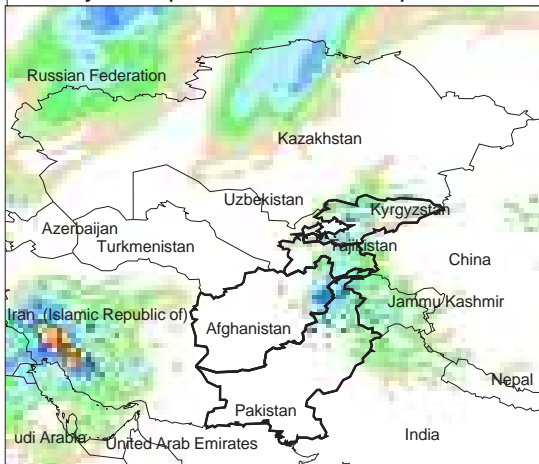 Russian Federation
Kazakhstan
Uzbekistan
Kyrgyzstan
Azerbaijan
Turkmenistan
Tajikistan
China
Iran (Islamic Republic of)
Jammu/Kashmir
Afghanistan
Nepal
Pakistan
udi Arabia
United Arab Emirates
India